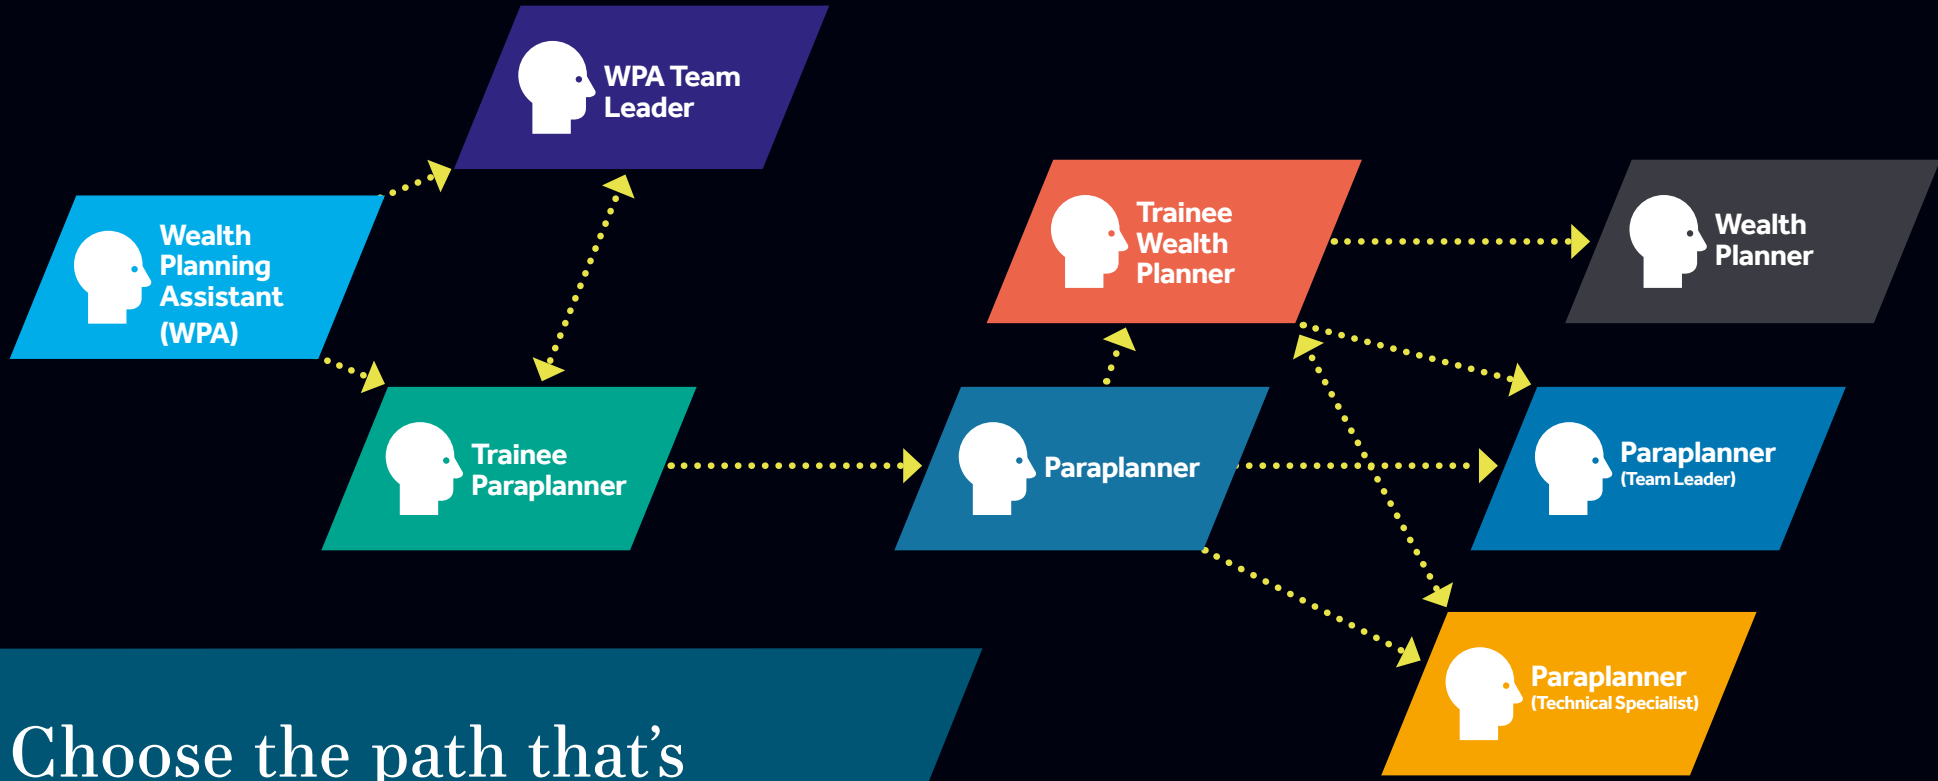 WPA Team
Leader
Wealth
Planning
Assistant
(WPA)
Trainee
Wealth
Planner
Wealth
Planner
Trainee
Paraplanner
Paraplanner
Paraplanner
(Team Leader)
Paraplanner
(Technical Specialist)
Choose the path that’s